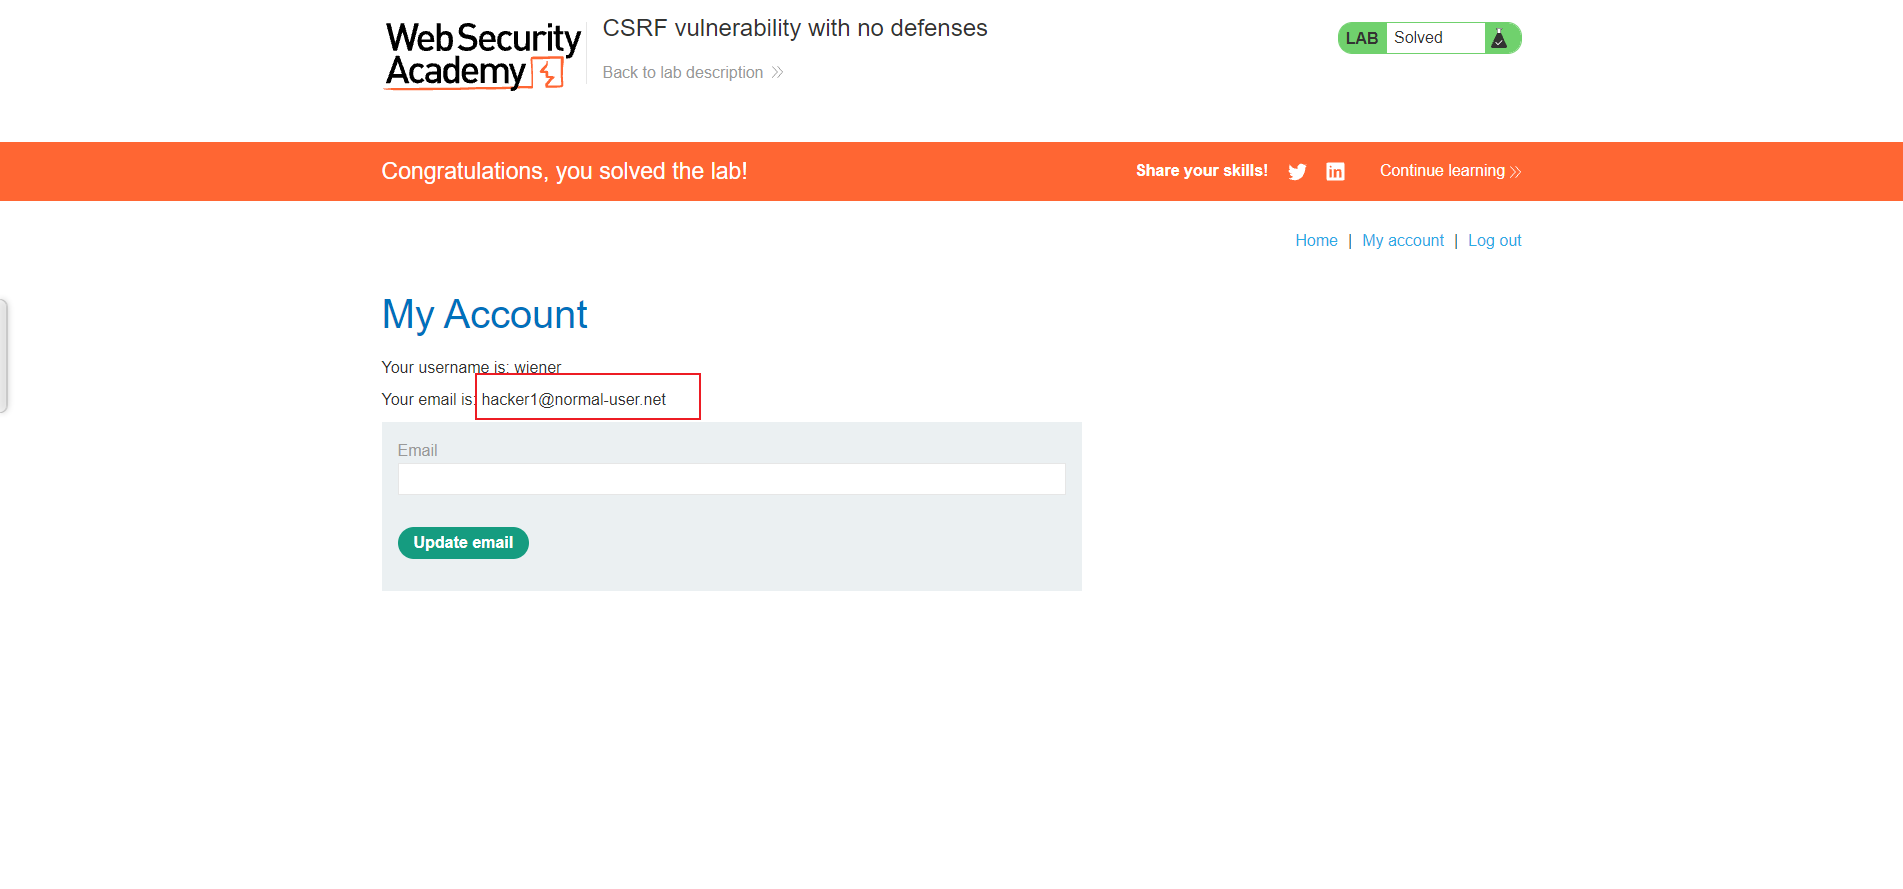 Web Security
Academy
CSRF vulnerability with no defenses
Back to lab description
LAB Solved
Congratulations, you solved the lab!
Share your skills!
Continue learning
Home | My account | Log out
My Account
Your username is: wiener
Your email is: hacker1@normal-user.net
Email
Update email